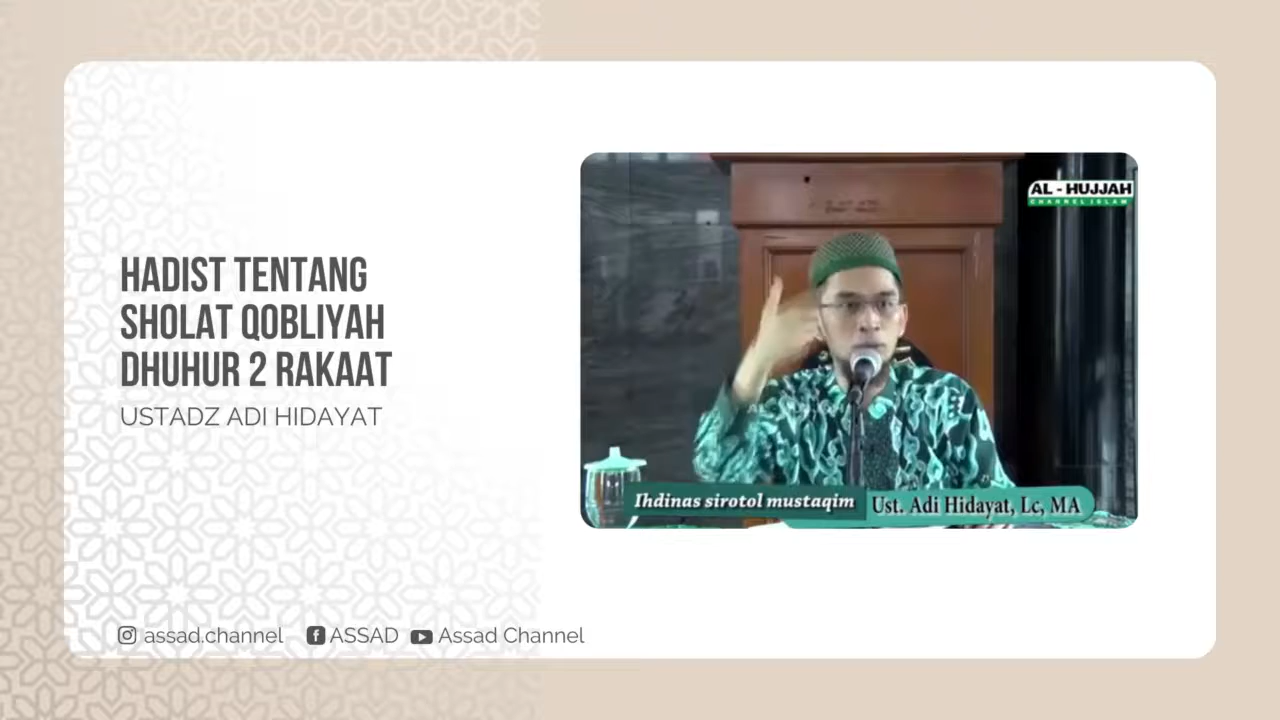 HADIST TENTANG
SHOLAT QOBLIYAH
DHUHUR 2 RAKAAT
USTADZ ADI HIDAYAT
AL - HUJJAH
CHANNEL ISLAM
Ihdinas sirotol mustaqim
Ust. Adi Hidayat, Lc, MA
assad.channel ASSAD Assad Channel